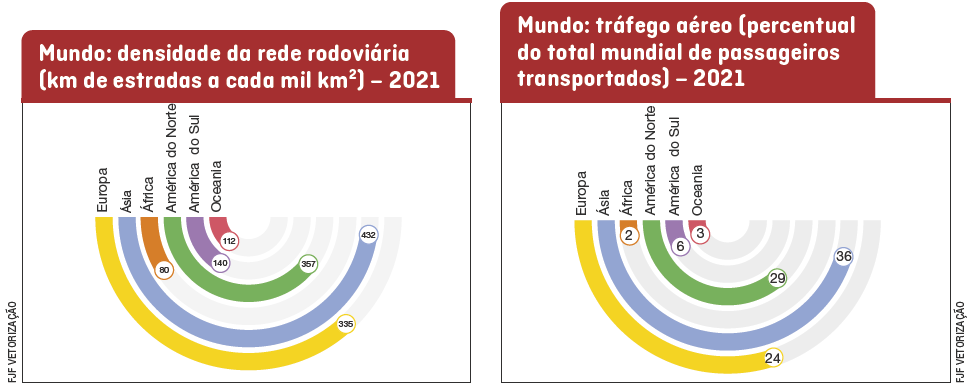 Mundo: densidade da rede rodoviária
(km de estradas a cada mil km²) – 2021
Europa
Ásia
África
América do Norte
América do Sul
Oceania
112
432
140
80
357
335
FJF VETORIZAÇÃO
Mundo: tráfego aéreo (percentual
do total mundial de passageiros
transportados) – 2021
Europa
Ásia
África
América do Norte
América do Sul
Oceania
2
3
6
36
29
24
FJF VETORIZAÇÃO